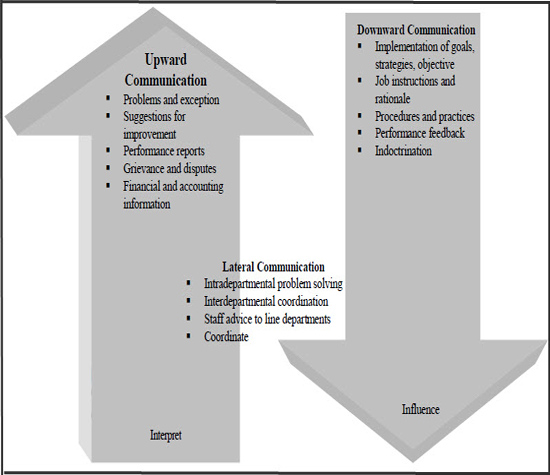 Upward
Communication
▪ Problems and exception
▪ Suggestions for
improvement
▪ Performance reports
▪ Grievance and disputes
▪ Financial and accounting
information
Interpret
Lateral Communication
▪ Intradepartmental problem solving
▪ Interdepartmental coordination
▪ Staff advice to line departments
▪ Coordinate
Downward Communication
▪ Implementation of goals,
strategies, objective
▪ Job instructions and
rationale
▪ Procedures and practices
▪ Performance feedback
▪ Indoctrination
Influence